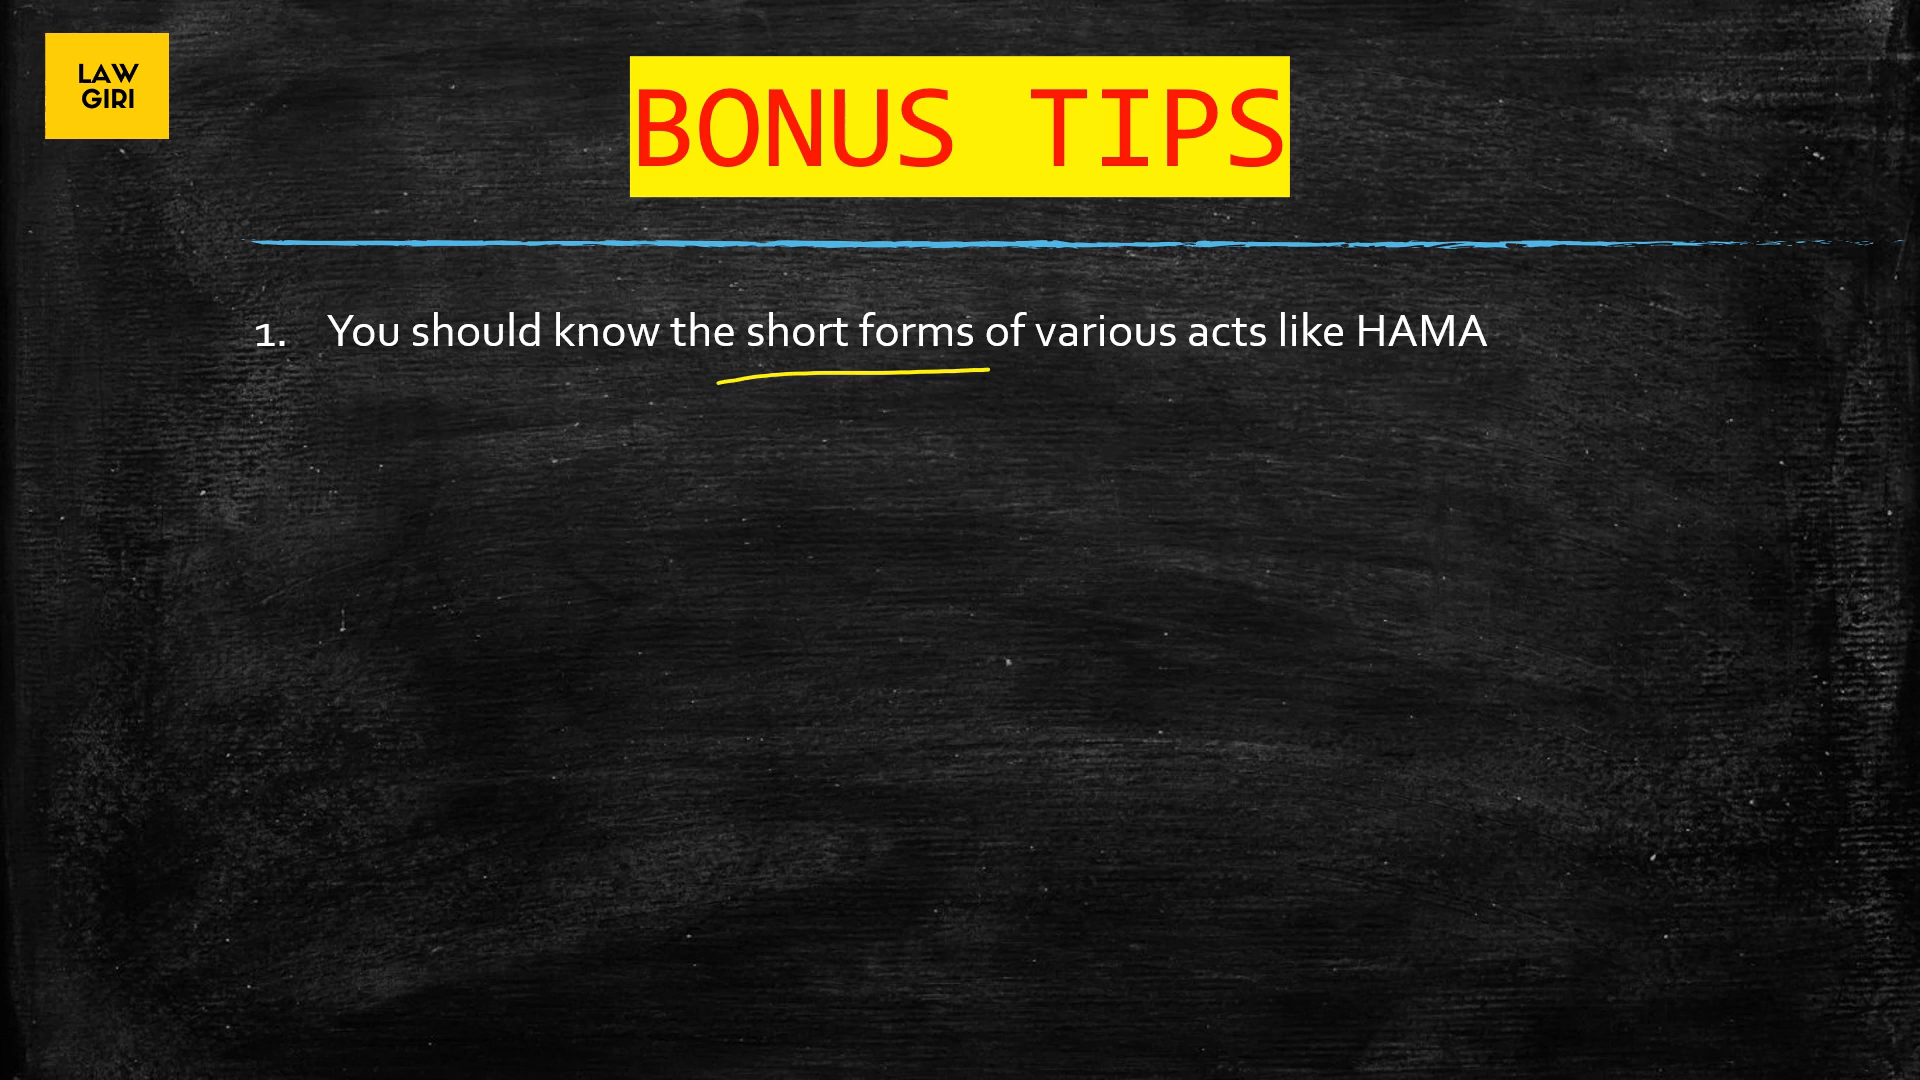 LAW
GIRI
BONUS TIPS
1. You should know the short forms of various acts like HAMA